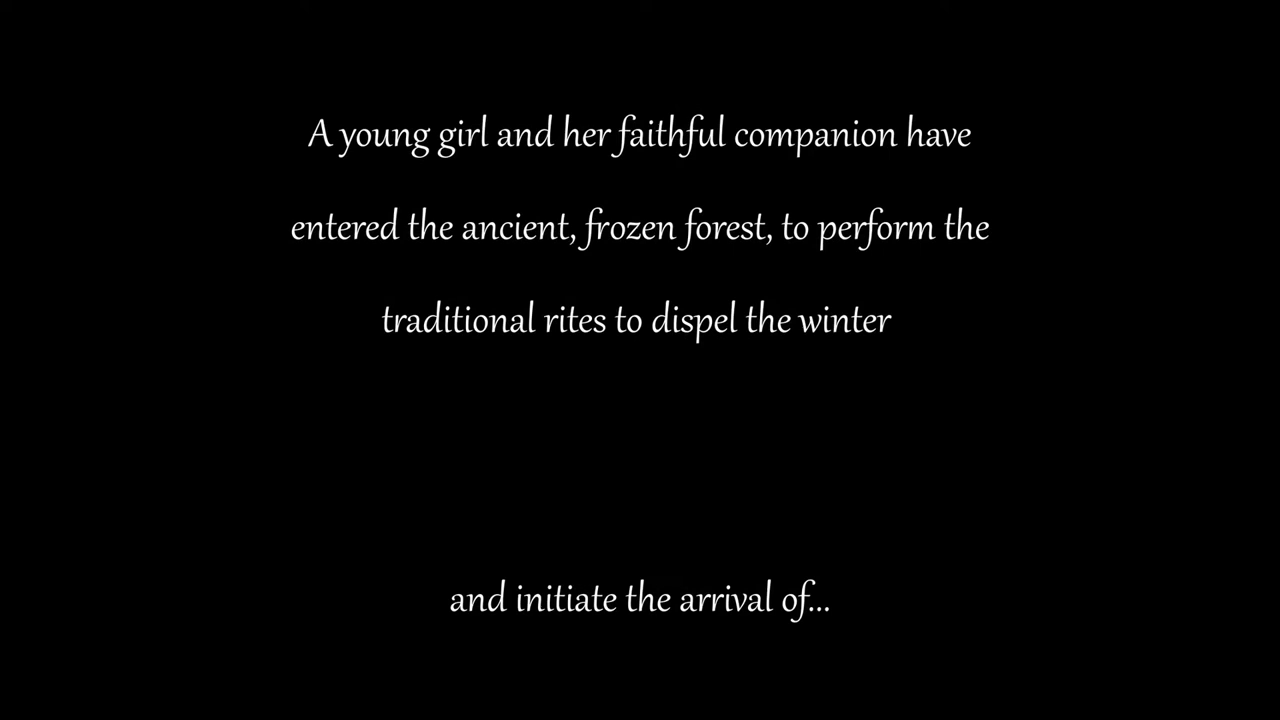 A young girl and her faithful companion have
entered the ancient, frozen forest, to perform the
traditional rites to dispel the winter
and initiate the arrival of...